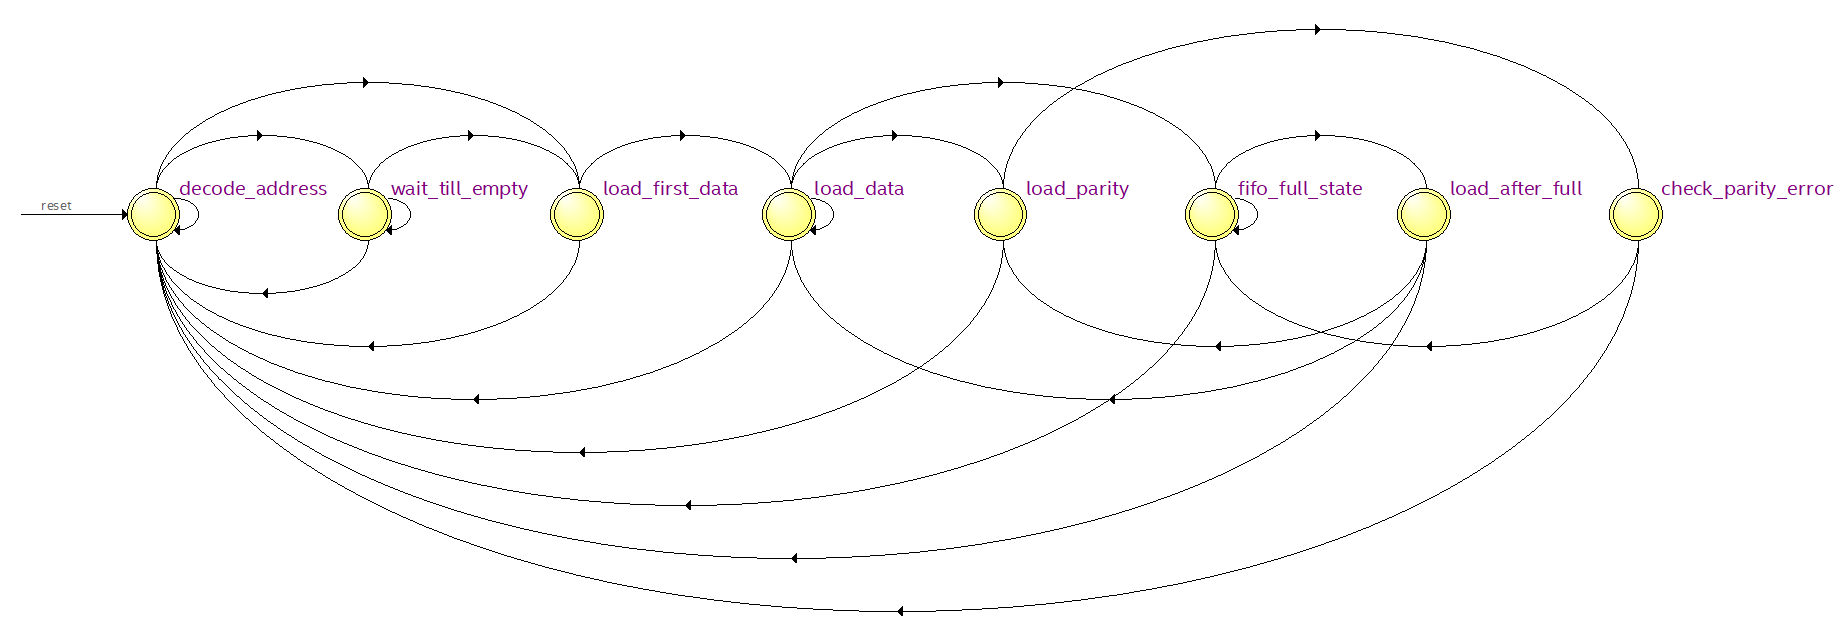 reset
decode_address
wait_till_empty
load_first_data
load_data
load_parity
fifo_full_state
load_after_full
check_parity_error